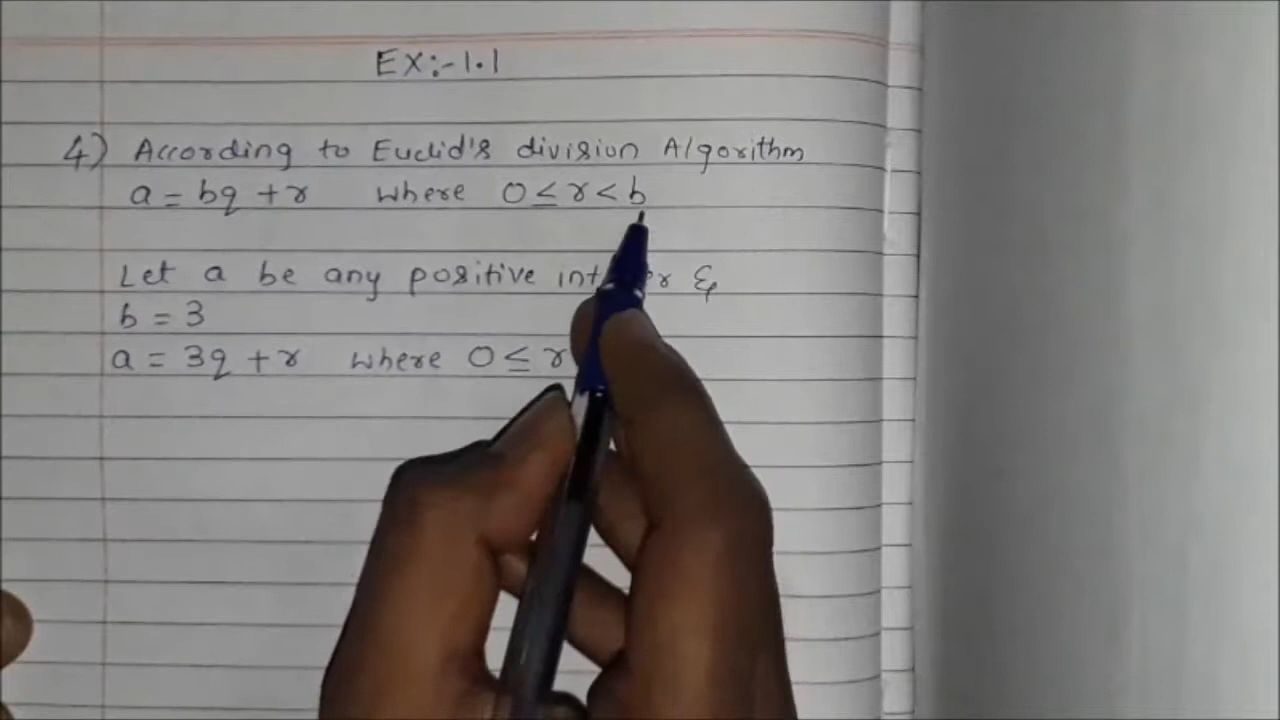 EX:-1.1
4) According to Euclid's division Algorithm
a = bq + r where 0 ≤ r < b
Let a be any positive &
b = 3
a = 3q + r where 0 ≤ r